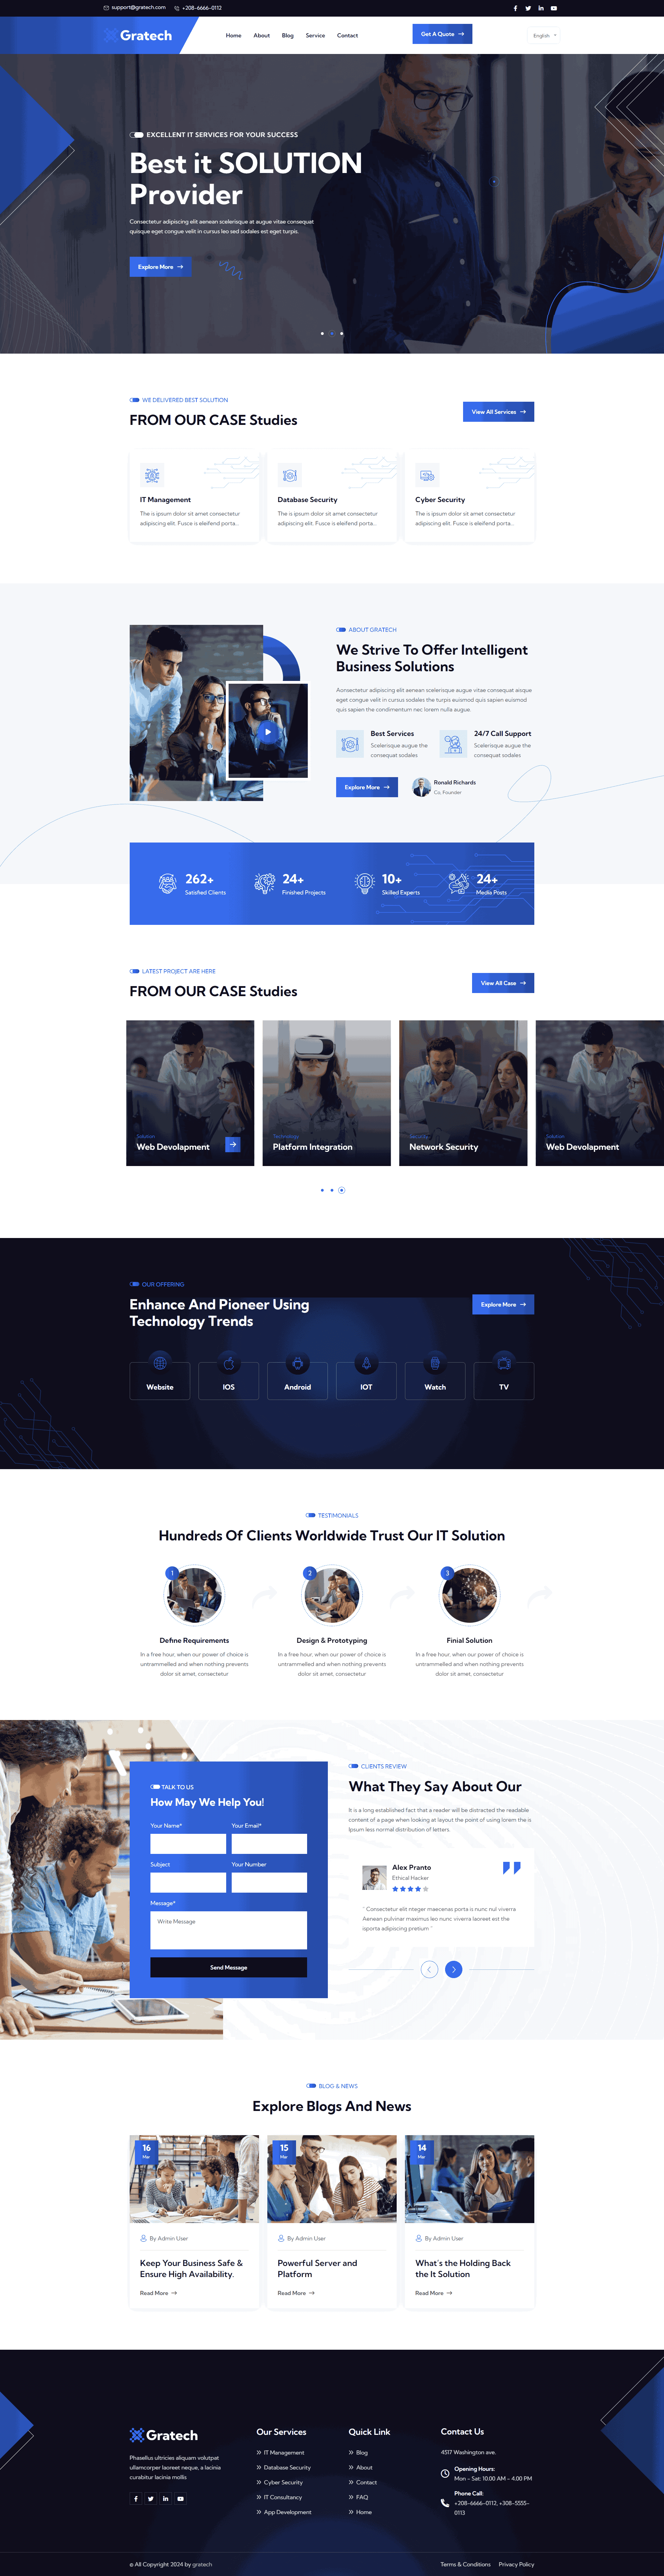 support@gratech.com +208-6666-0112
Gratech
Home About Blog Service Contact
Get A Quote
English
EXCELLENT IT SERVICES FOR YOUR SUCCESS
Best it SOLUTION
Provider
Consectetur adipiscing elit aenean scelerisque at augue vitae consequat
quisque eget congue velit in cursus leo sed sodales est eget turpis.
Explore More
WE DELIVERED BEST SOLUTION
FROM OUR CASE Studies
View All Services
IT Management
The is ipsum dolor sit amet consectetur
adipiscing elit. Fusce is eleifend porta...
Database Security
The is ipsum dolor sit amet consectetur
adipiscing elit. Fusce is eleifend porta...
Cyber Security
The is ipsum dolor sit amet consectetur
adipiscing elit. Fusce is eleifend porta...
ABOUT GRATECH
We Strive To Offer Intelligent
Business Solutions
Aonsectetur adipiscing elit aenean scelerisque augue vitae consequat aisque
eget congue velit in cursus sodales the turpis euismod quis sapien euismod
quis sapien the condimentum nec lorem nulla augue.
Best Services
Scelerisque augue the
consequat sodales
24/7 Call Support
Scelerisque augue the
consequat sodales
Explore More
Ronald Richards
Co, Founder
262+
Satisfied Clients
24+
Finished Projects
10+
Skilled Experts
24+
Media Posts
LATEST PROJECT ARE HERE
FROM OUR CASE Studies
View All Case
Solution
Web Devolapment
Technology
Platform Integration
Network Security
Solution
Web Devolapment
OUR OFFERING
Enhance And Pioneer Using
Technology Trends
Explore More
Website
IOS
Android
IOT
Watch
TV
TESTIMONIALS
Hundreds Of Clients Worldwide Trust Our IT Solution
1
Define Requirements
In a free hour, when our power of choice is
untrammelled and when nothing prevents
dolor sit amet, consectetur
2
Design & Prototyping
In a free hour, when our power of choice is
untrammelled and when nothing prevents
dolor sit amet, consectetur
3
Finial Solution
In a free hour, when our power of choice is
untrammelled and when nothing prevents
dolor sit amet, consectetur
TALK TO US
How May We Help You!
Your Name*
Your Email*
Subject
Your Number
Message*
Write Message
Send Message
CLIENTS REVIEW
What They Say About Our
It is a long established fact that a reader will be distracted the readable
content of a page when looking at layout the point of using lorem the is
Ipsum less normal distribution of letters.
Alex Pranto
Ethical Hacker
" Consectetur elit nteger maecenas porta is nunc nul viverra
Aenean pulvinar maximus leo nunc viverra laoreet est the
isporta adipiscing pretium "
BLOG & NEWS
Explore Blogs And News
16
Mar
By Admin User
Keep Your Business Safe &
Ensure High Availability.
Read More
15
Mar
By Admin User
Powerful Server and
Platform
Read More
14
Mar
By Admin User
What's the Holding Back
the It Solution
Read More
Gratech
Phasellus ultricies aliquam volutpat
ullamcorper laoreet neque, a lacinia
curabitur lacinia mollis
Our Services
IT Management
Database Security
Cyber Security
IT Consultancy
App Development
Quick Link
Blog
About
Contact
FAQ
Home
Contact Us
4517 Washington ave.
Opening Hours:
Mon - Sat: 10.00 AM - 4.00 PM
Phone Call:
+208-6666-0112, +308-5555-
0113
© All Copyright 2024 by gratech
Terms & Conditions Privacy Policy